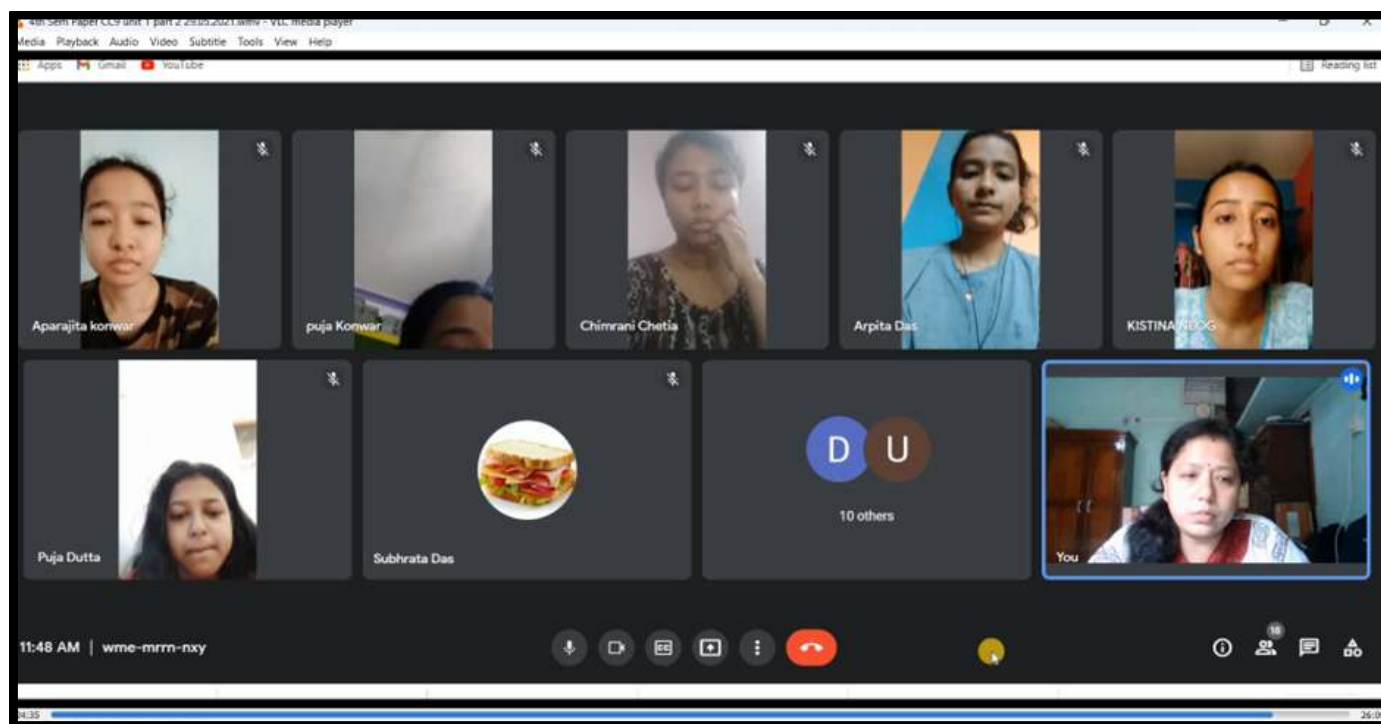 4th Sem Paper CC9 unit 1 part 2 29.05.2021.wmv - VLC media player
Media Playback Audio Video Subtitle Tools View Help
Apps Gmail YouTube Reading list
Aparajita konwar puja Konwar Chimrani Chetia Arpita Das KISTINA NEOG
D U
10 others
Puja Dutta Subhrata Das You
11:48 AM | wme-mrrn-nxy
CC